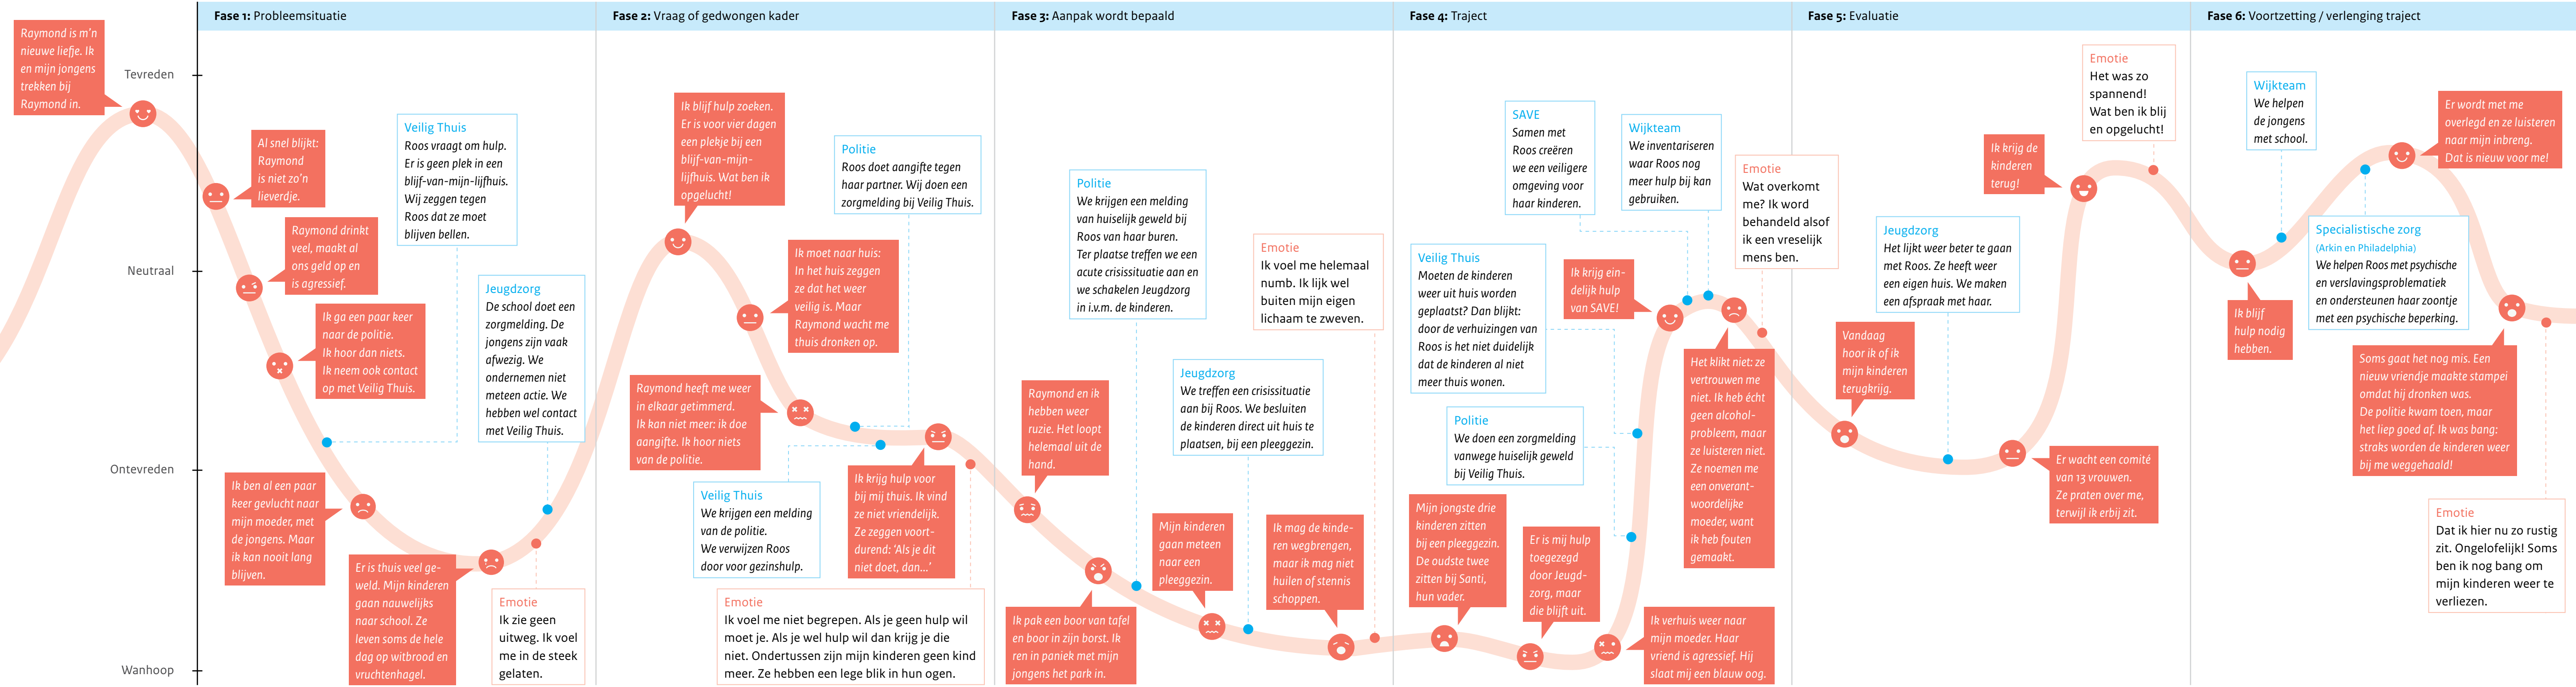 Fase 1: Probleemsituatie
Fase 2: Vraag of gedwongen kader
Fase 3: Aanpak wordt bepaald
Fase 4: Traject
Fase 5: Evaluatie
Fase 6: Voortzetting / verlenging traject
Tevreden
Neutraal
Ontevreden
Wanhoop
Raymond is m'n
nieuwe liefje. Ik
en mijn jongens
trekken bij
Raymond in.
Al snel blijkt:
Raymond
is niet zo'n
lieverdje.
Raymond drinkt
veel, maakt al
ons geld op en
is agressief.
Ik ga een paar keer
naar de politie.
Ik hoor dan niets.
Ik neem ook contact
op met Veilig Thuis.
Veilig Thuis
Roos vraagt om hulp.
Er is geen plek in een
blijf-van-mijn-lijfhuis.
Wij zeggen tegen
Roos dat ze moet
blijven bellen.
Ik ben al een paar
keer gevlucht naar
mijn moeder, met
de jongens. Maar
ik kan nooit lang
blijven.
Er is thuis veel ge-
weld. Mijn kinderen
gaan nauwelijks
naar school. Ze
leven soms de hele
dag op witbrood en
vruchtenhagel.
Jeugdzorg
De school doet een
zorgmelding. De
jongens zijn vaak
afwezig. We
ondernemen niet
meteen actie. We
hebben wel contact
met Veilig Thuis.
Emotie
Ik zie geen
uitweg. Ik voel
me in de steek
gelaten.
Ik blijf hulp zoeken.
Er is voor vier dagen
een plekje bij een
blijf-van-mijn-
lijfhuis. Wat ben ik
opgelucht!
Ik moet naar huis:
In het huis zeggen
ze dat het weer
veilig is. Maar
Raymond wacht me
thuis dronken op.
Raymond heeft me weer
in elkaar getimmerd.
Ik kan niet meer: ik doe
aangifte. Ik hoor niets
van de politie.
Politie
Roos doet aangifte tegen
haar partner. Wij doen een
zorgmelding bij Veilig Thuis.
Veilig Thuis
We krijgen een melding
van de politie.
We verwijzen Roos
door voor gezinshulp.
Ik krijg hulp voor
bij mij thuis. Ik vind
ze niet vriendelijk.
Ze zeggen voort-
durend: 'Als je dit
niet doet, dan...'
Emotie
Ik voel me niet begrepen. Als je geen hulp wil
moet je. Als je wel hulp wil dan krijg je die
niet. Ondertussen zijn mijn kinderen geen kind
meer. Ze hebben een lege blik in hun ogen.
Raymond en ik
hebben weer
ruzie. Het loopt
helemaal uit de
hand.
Ik pak een boor van tafel
en boor in zijn borst. Ik
ren in paniek met mijn
jongens het park in.
Politie
We krijgen een melding
van huiselijk geweld bij
Roos van haar buren.
Ter plaatse treffen we een
acute crisissituatie aan en
we schakelen Jeugdzorg
in i.v.m. de kinderen.
Mijn kinderen
gaan meteen
naar een
pleeggezin.
Jeugdzorg
We treffen een crisissituatie
aan bij Roos. We besluiten
de kinderen direct uit huis te
plaatsen, bij een pleeggezin.
Ik mag de kinde-
ren wegbrengen,
maar ik mag niet
huilen of stennis
schoppen.
Emotie
Ik voel me helemaal
numb. Ik lijk wel
buiten mijn eigen
lichaam te zweven.
Mijn jongste drie
kinderen zitten
bij een pleeggezin.
De oudste twee
zitten bij Santi,
hun vader.
Er is mij hulp
toegezegd
door Jeugd-
zorg, maar
die blijft uit.
Ik verhuis weer naar
mijn moeder. Haar
vriend is agressief. Hij
slaat mij een blauw oog.
Politie
We doen een zorgmelding
vanwege huiselijk geweld
bij Veilig Thuis.
Veilig Thuis
Moeten de kinderen
weer uit huis worden
geplaatst? Dan blijkt:
door de verhuizingen van
Roos is het niet duidelijk
dat de kinderen al niet
meer thuis wonen.
Ik krijg ein-
delijk hulp
van SAVE!
SAVE
Samen met
Roos creëren
we een veiligere
omgeving voor
haar kinderen.
Wijkteam
We inventariseren
waar Roos nog
meer hulp bij kan
gebruiken.
Het klikt niet: ze
vertrouwen me
niet. Ik heb écht
geen alcohol-
probleem, maar
ze luisteren niet.
Ze noemen me
een onverant-
woordelijke
moeder, want
ik heb fouten
gemaakt.
Emotie
Wat overkomt
me? Ik word
behandeld alsof
ik een vreselijk
mens ben.
Vandaag
hoor ik of ik
mijn kinderen
terugkrijg.
Jeugdzorg
Het lijkt weer beter te gaan
met Roos. Ze heeft weer
een eigen huis. We maken
een afspraak met haar.
Er wacht een comité
van 13 vrouwen.
Ze praten over me,
terwijl ik erbij zit.
Ik krijg de
kinderen
terug!
Emotie
Het was zo
spannend!
Wat ben ik blij
en opgelucht!
Ik blijf
hulp nodig
hebben.
Wijkteam
We helpen
de jongens
met school.
Specialistische zorg
(Arkin en Philadelphia)
We helpen Roos met psychische
en verslavingsproblematiek
en ondersteunen haar zoontje
met een psychische beperking.
Er wordt met me
overlegd en ze luisteren
naar mijn inbreng.
Dat is nieuw voor me!
Soms gaat het nog mis. Een
nieuw vriendje maakte stampei
omdat hij dronken was.
De politie kwam toen, maar
het liep goed af. Ik was bang:
straks worden de kinderen weer
bij me weggehaald!
Emotie
Dat ik hier nu zo rustig
zit. Ongelofelijk! Soms
ben ik nog bang om
mijn kinderen weer te
verliezen.